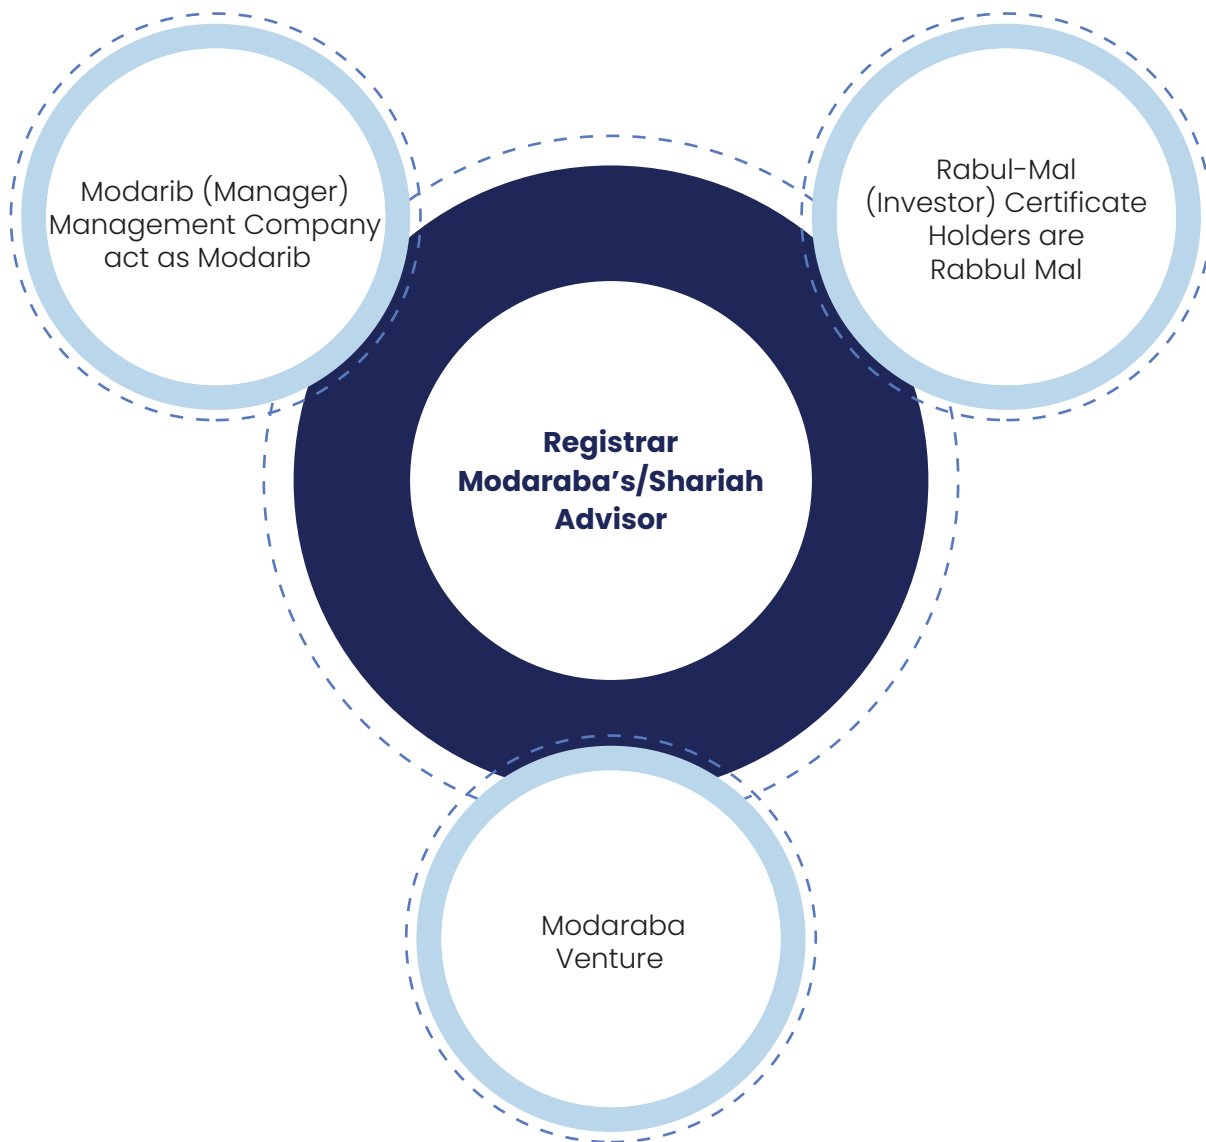 Modarib (Manager)
Management Company
act as Modarib
Rabul-Mal
(Investor) Certificate
Holders are
Rabbul Mal
Registrar
Modaraba’s/Shariah
Advisor
Modaraba
Venture